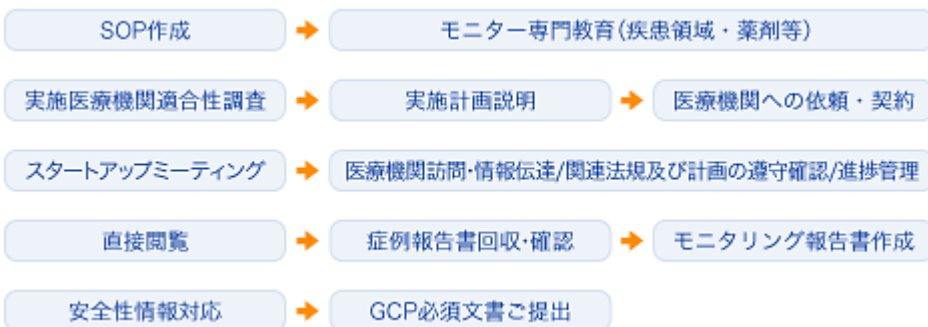 SOP作成
モニター専門教育(疾患領域・薬剤等)
実施医療機関適合性調査
実施計画説明
医療機関への依頼・契約
スタートアップミーティング
医療機関訪問・情報伝達/関連法規及び計画の遵守確認/進捗管理
直接閲覧
症例報告書回収・確認
モニタリング報告書作成
安全性情報対応
GCP必須文書ご提出